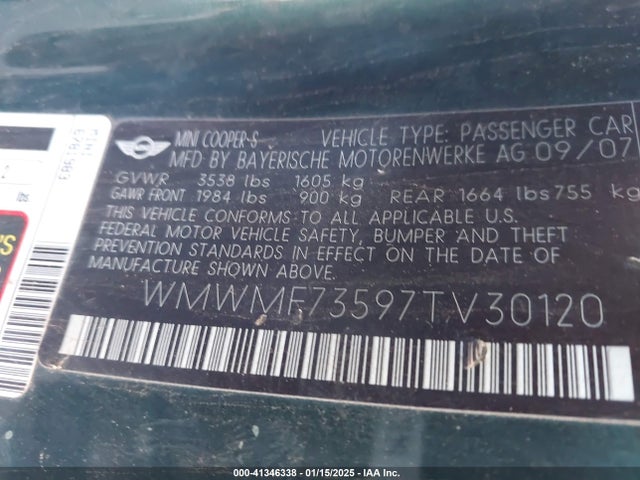 MINI COOPER-S VEHICLE TYPE: PASSENGER CAR
MFD BY BAYERISCHE MOTORENWERKE AG 09/07
GVWR 3538 lbs 1605 kg
GAWR FRONT 1984 lbs 900 kg REAR 1664 lbs 755 kg
THIS VEHICLE CONFORMS TO ALL APPLICABLE U.S.
FEDERAL MOTOR VEHICLE SAFETY, BUMPER AND THEFT
PREVENTION STANDARDS IN EFFECT ON THE DATE OF
MANUFACTURE SHOWN ABOVE.
WMWMF73597TV30120
lbs
000-41346338 - 01/15/2025 - IAA Inc.